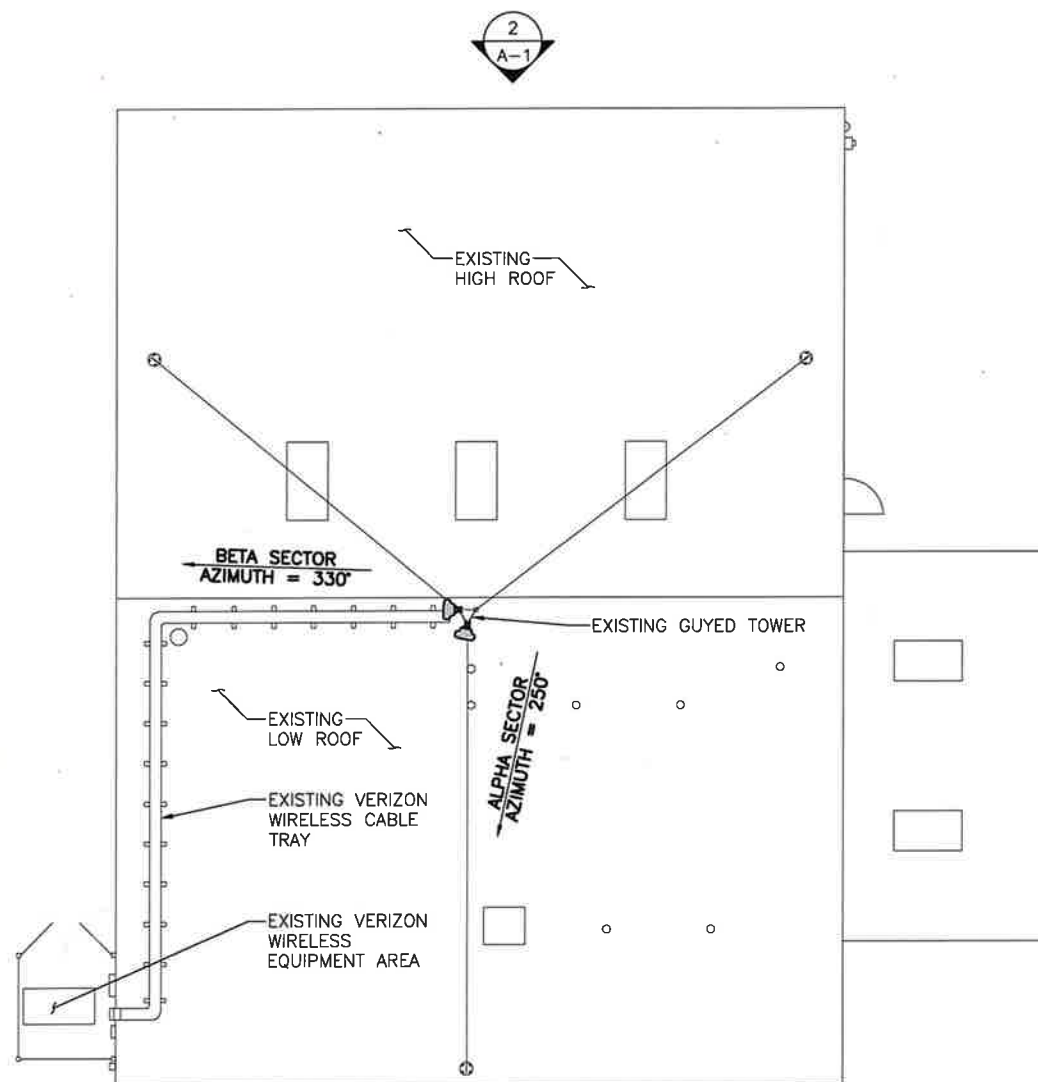 2
A-1
EXISTING
HIGH ROOF
BETA SECTOR
AZIMUTH = 330°
EXISTING GUYED TOWER
ALPHA SECTOR
AZIMUTH = 250°
EXISTING
LOW ROOF
EXISTING VERIZON
WIRELESS CABLE
TRAY
EXISTING VERIZON
WIRELESS
EQUIPMENT AREA